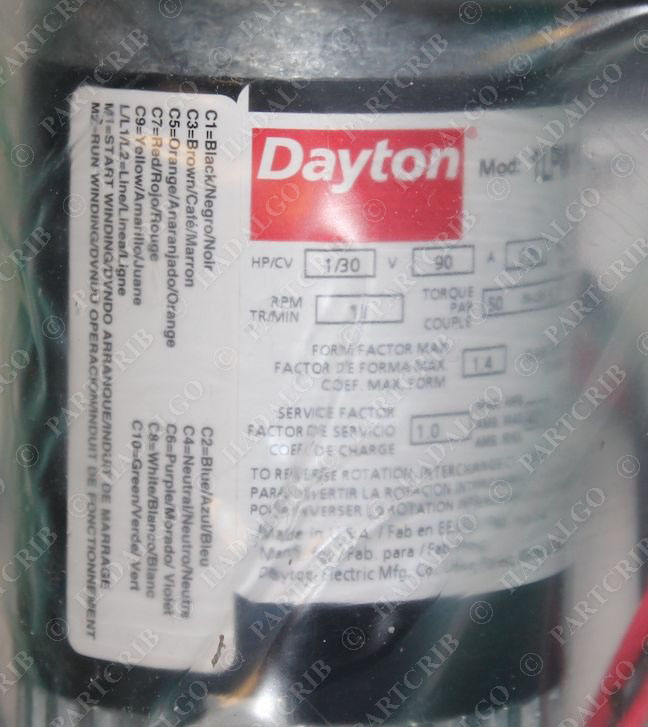 C1=Black/Negro/Noir
C3=Brown/Café/Marron
C5=Orange/Anaranjado/Orange
C7=Red/Rojo/Rouge
C9=Yellow/Amarillo/Juane
L/L1/L2=Line/Linea/Ligne
M1=START WINDING/DVNDO ARRANQUE/INDUIT DE MARRAGE
M2=RUN WINDING/DVNDO OPERACION/INDUIT DE FONCTIONNEMENT
C2=Blue/Azul/Bleu
C4=Neutral/Neutro/Neutre
C6=Purple/Morado/Violet
C8=White/Blanco/Blanc
C10=Green/Verde/Vert
Dayton®
Mod.
HP/CV 1/30 V 90 A
RPM
TR/MIN
TORQUE
PAR
COUPLE
50
FORM FACTOR MAX
FACTOR DE FORMA MAX
COEF. MAX. FORM
1.4
SERVICE FACTOR
FACTOR DE SERVICIO
COEF. DE CHARGE
1.0
TO REVERSE ROTATION, INTERCHANGE
PARA INVERTIR LA ROTACION
POUR INVERSER LA ROTATION
Made in U.S.A. / Fab en EE
Fab. para / Fab
Dayton Electric Mfg. Co.
PARTCRIB
HADALGO